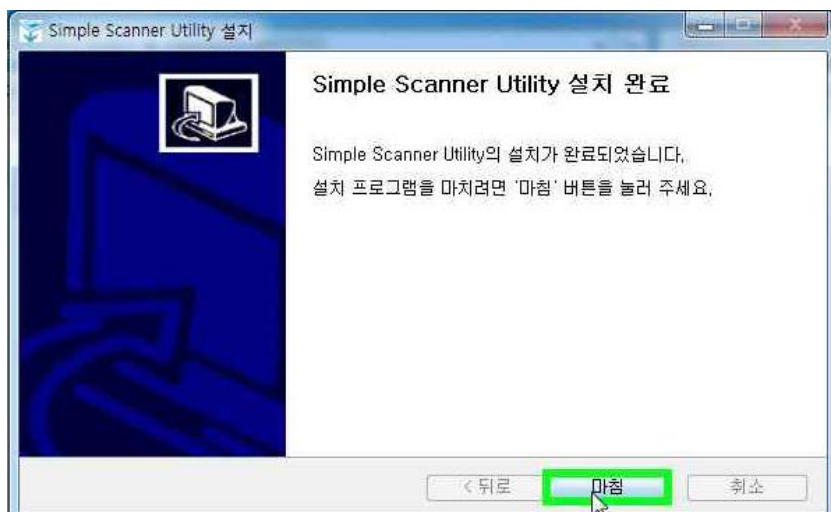 Simple Scanner Utility 설치
Simple Scanner Utility 설치 완료
Simple Scanner Utility의 설치가 완료되었습니다.
설치 프로그램을 마치려면 '마침' 버튼을 눌러 주세요.
< 뒤로
마침
취소